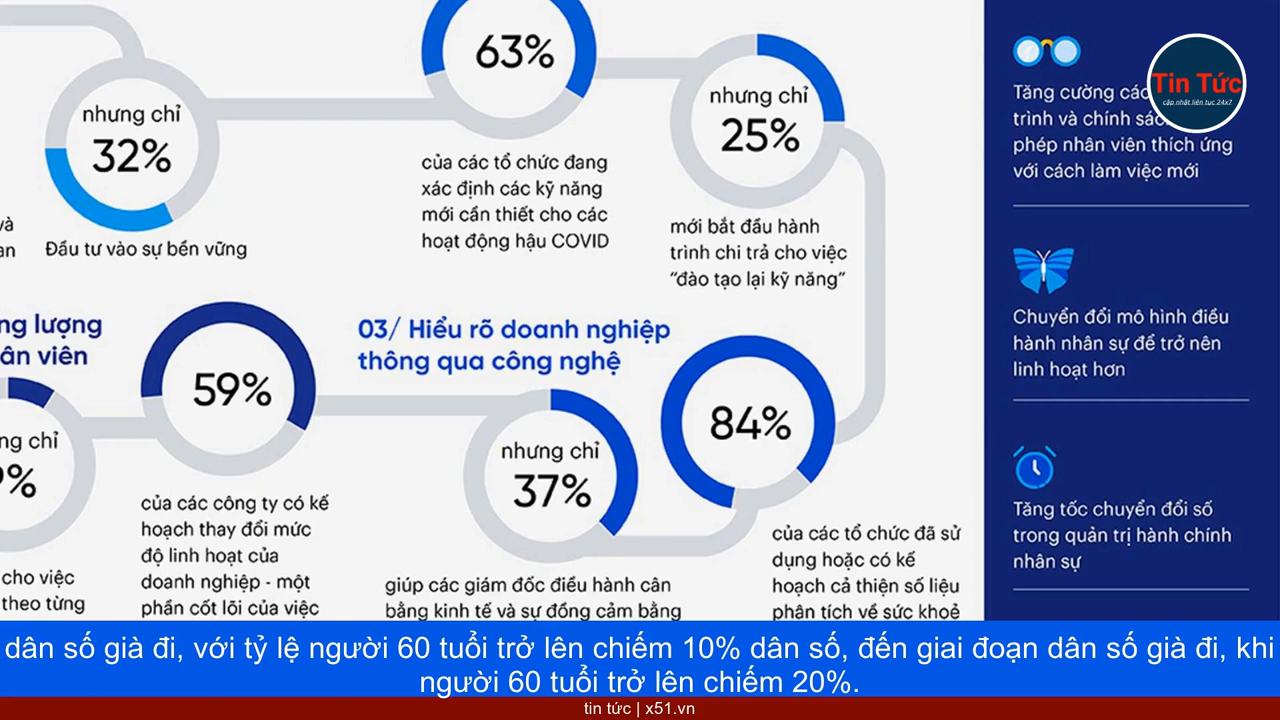 63%
nhưng chỉ
32%
nhưng chỉ
25%
của các tổ chức đang
xác định các kỹ năng
mới cần thiết cho các
hoạt động hậu COVID
mới bắt đầu hành
trình chi trả cho việc
“đào tạo lại kỹ năng”
và
an
Đầu tư vào sự bền vững
ng lượng
ân viên
59%
ng chỉ
9%
của các công ty có kế
hoạch thay đổi mức
độ linh hoạt của
doanh nghiệp - một
phần cốt lõi của việc
cho việc
theo từng
03/ Hiểu rõ doanh nghiệp
thông qua công nghệ
84%
nhưng chỉ
37%
của các tổ chức đã sử
dụng hoặc có kế
hoạch cả thiện số liệu
phân tích về sức khoẻ
giúp các giám đốc điều hành cân
bằng kinh tế và sự đồng cảm bằng
Tin Tức
cập nhật liên tục 24x7
Tăng cường các
trình và chính sác
phép nhân viên thích ứng
với cách làm việc mới
Chuyển đổi mô hình điều
hành nhân sự để trở nên
linh hoạt hơn
Tăng tốc chuyển đổi số
trong quản trị hành chính
nhân sự
dân số già đi, với tỷ lệ người 60 tuổi trở lên chiếm 10% dân số, đến giai đoạn dân số già đi, khi
người 60 tuổi trở lên chiếm 20%.
tin tức | x51.vn